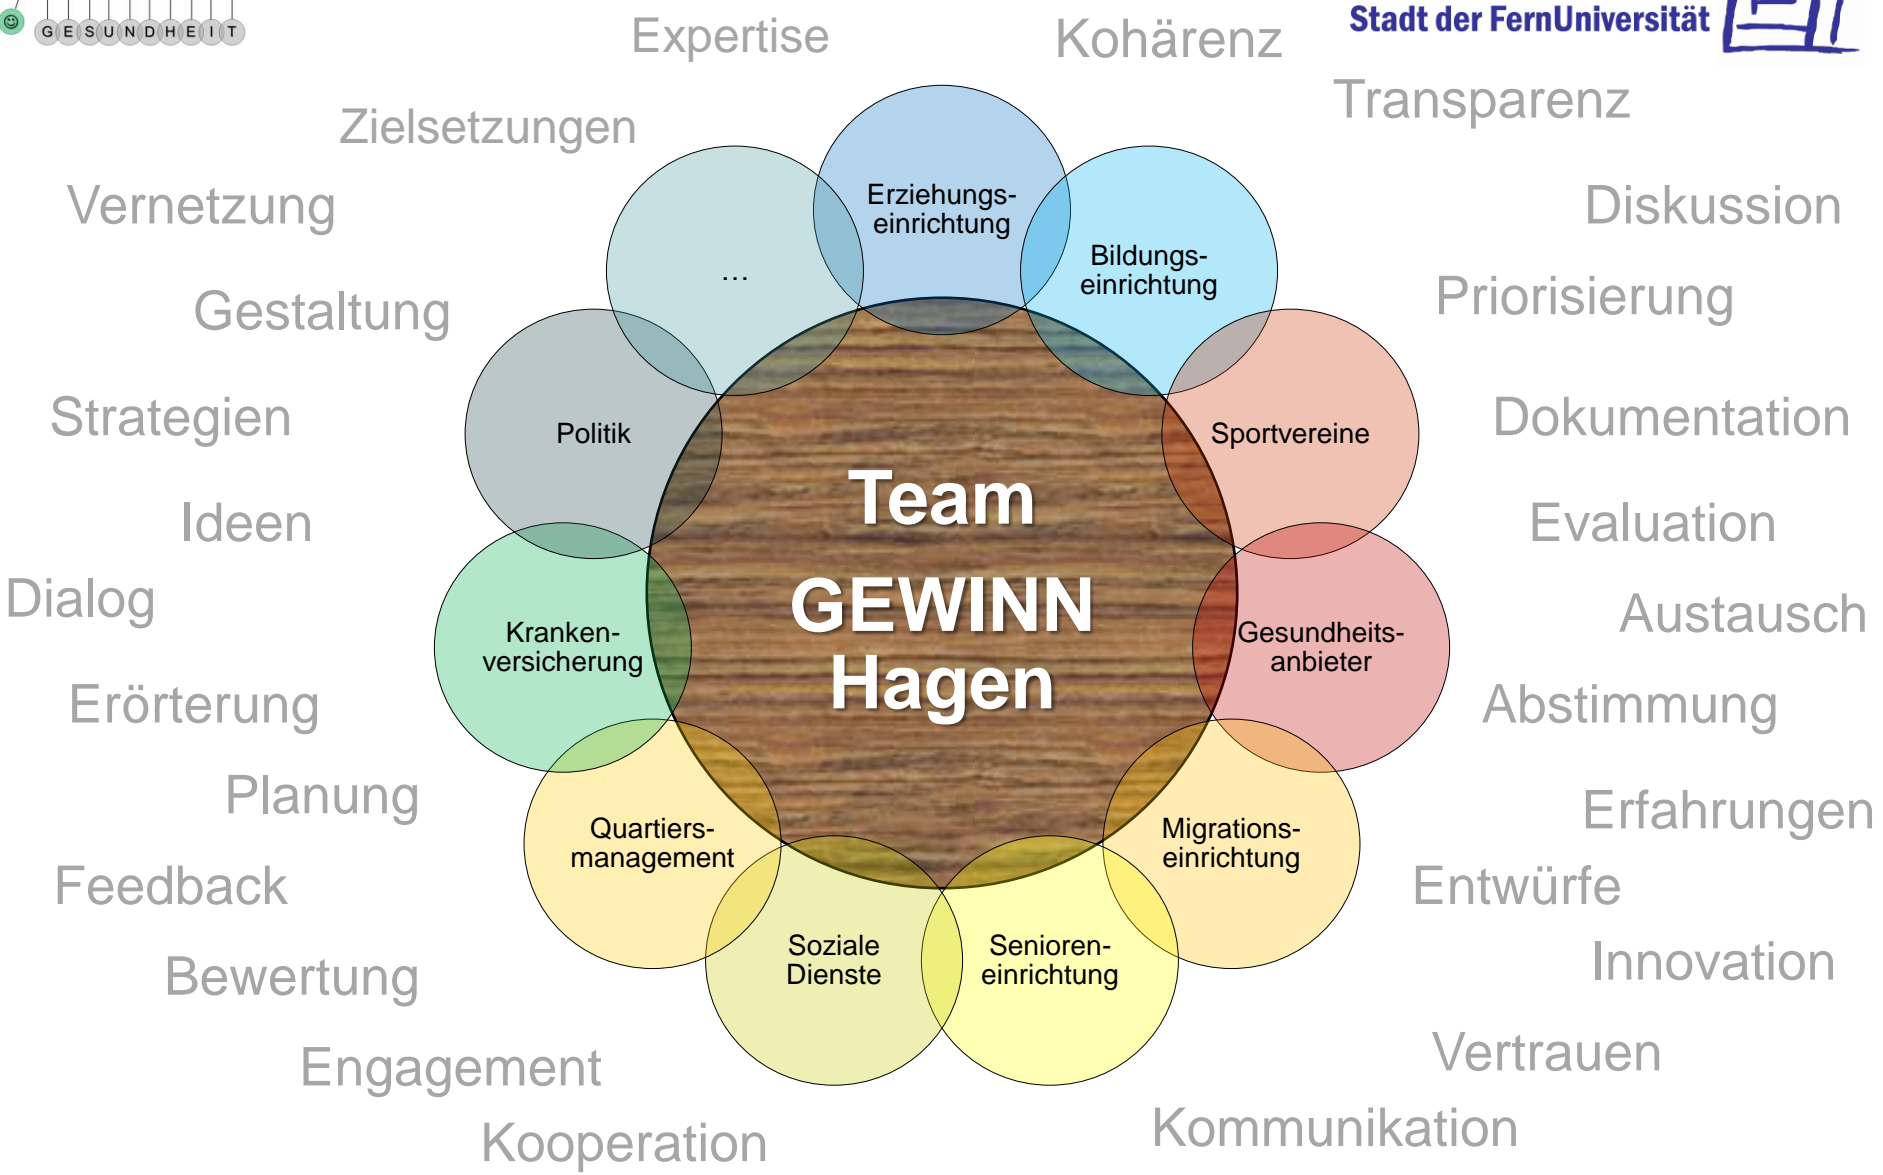 GESUNDHEIT
Stadt der FernUniversität
Expertise
Kohärenz
Transparenz
Zielsetzungen
Vernetzung
Diskussion
Gestaltung
Priorisierung
Strategien
Dokumentation
Ideen
Evaluation
Dialog
Austausch
Erörterung
Abstimmung
Planung
Erfahrungen
Feedback
Entwürfe
Bewertung
Innovation
Engagement
Vertrauen
Kooperation
Kommunikation
Erziehungs-
einrichtung
Bildungs-
einrichtung
Sportvereine
Gesundheits-
anbieter
Migrations-
einrichtung
Senioren-
einrichtung
Soziale
Dienste
Quartiers-
management
Kranken-
versicherung
Politik
…
Team
GEWINN
Hagen